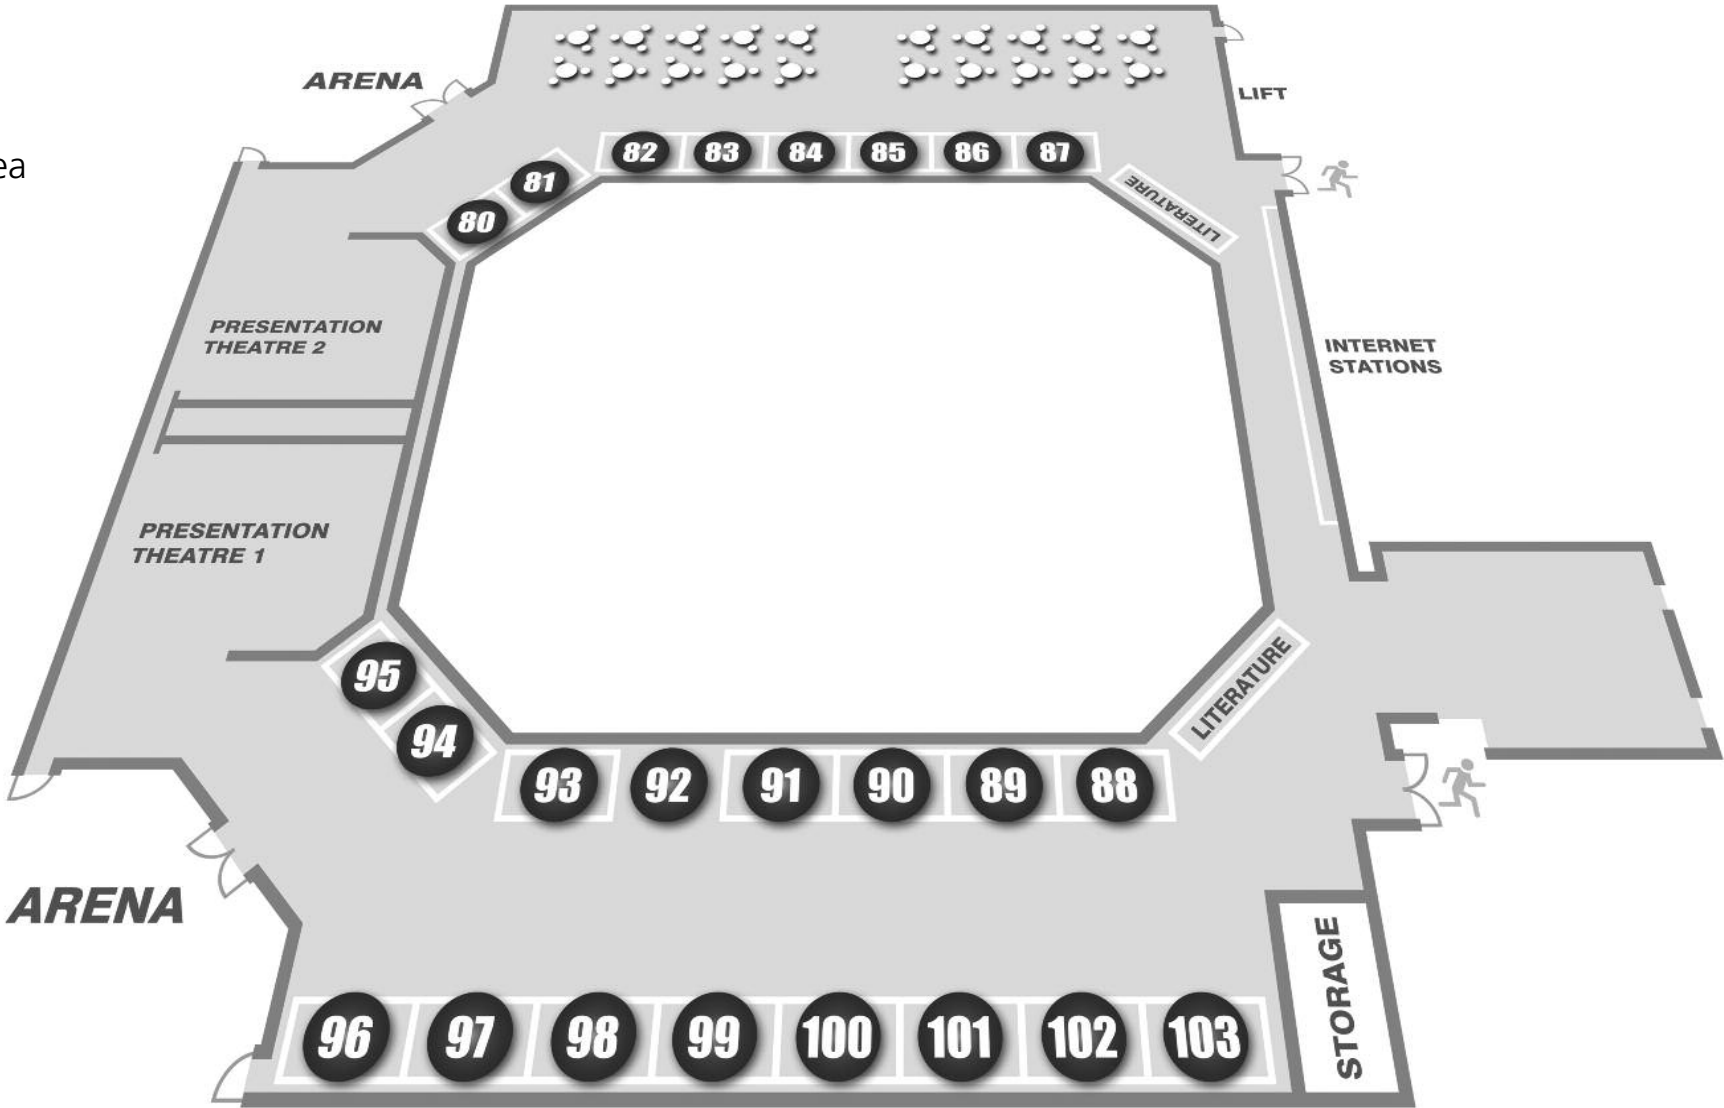 ARENA
LIFT
ea
82 83 84 85 86 87
81
80
LITERATURE
PRESENTATION
THEATRE 2
INTERNET
STATIONS
PRESENTATION
THEATRE 1
95
94
LITERATURE
93 92 91 90 89 88
ARENA
STORAGE
96 97 98 99 100 101 102 103